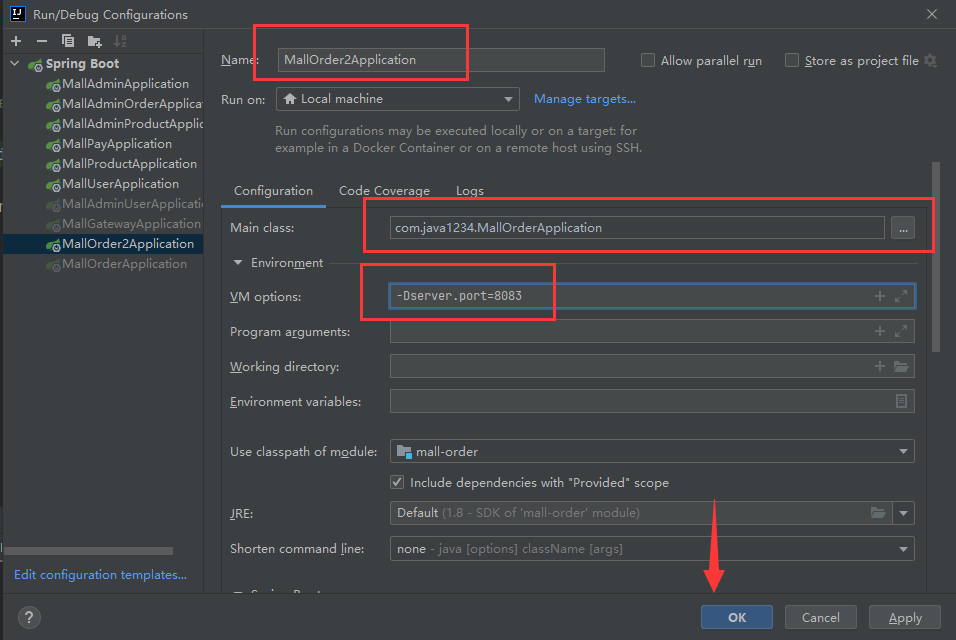 Run/Debug Configurations
Spring Boot
MallAdminApplication
MallAdminOrderApplicat
MallAdminProductApplic
MallPayApplication
MallProductApplication
MallUserApplication
MallAdminUserApplicati
MallGatewayApplication
MallOrder2Application
MallOrderApplication
Edit configuration templates...
Name: MallOrder2Application
Allow parallel run
Store as project file
Run on: Local machine
Manage targets...
Run configurations may be executed locally or on a target: for
example in a Docker Container or on a remote host using SSH.
Configuration Code Coverage Logs
Main class: com.java1234.MallOrderApplication ...
Environment
VM options: -Dserver.port=8083
Program arguments:
Working directory:
Environment variables:
Use classpath of module: mall-order
Include dependencies with "Provided" scope
JRE: Default (1.8 - SDK of 'mall-order' module)
Shorten command line: none - java [options] className [args]
? OK Cancel Apply